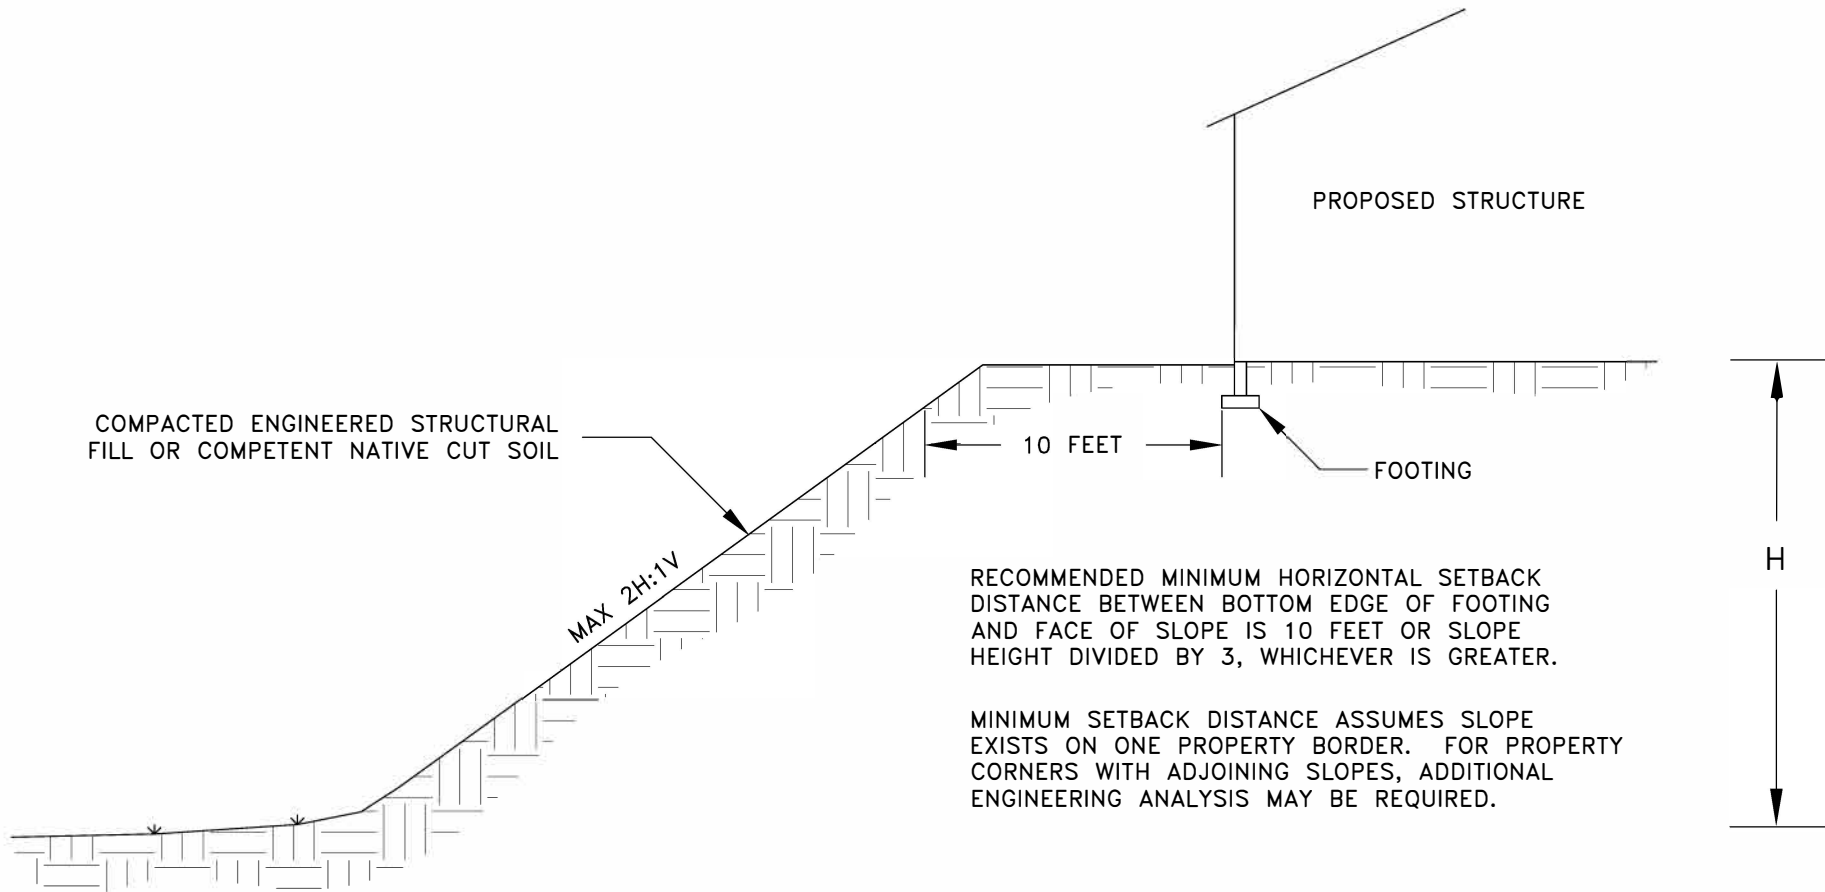 PROPOSED STRUCTURE
COMPACTED ENGINEERED STRUCTURAL
FILL OR COMPETENT NATIVE CUT SOIL
10 FEET
FOOTING
MAX 2H:1V
H
RECOMMENDED MINIMUM HORIZONTAL SETBACK
DISTANCE BETWEEN BOTTOM EDGE OF FOOTING
AND FACE OF SLOPE IS 10 FEET OR SLOPE
HEIGHT DIVIDED BY 3, WHICHEVER IS GREATER.
MINIMUM SETBACK DISTANCE ASSUMES SLOPE
EXISTS ON ONE PROPERTY BORDER. FOR PROPERTY
CORNERS WITH ADJOINING SLOPES, ADDITIONAL
ENGINEERING ANALYSIS MAY BE REQUIRED.